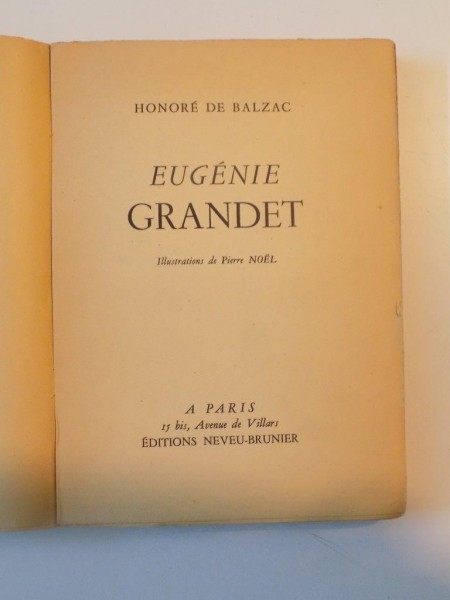 HONORÉ DE BALZAC
EUGÉNIE
GRANDET
Illustrations de Pierre NOËL
A PARIS
15 bis, Avenue de Villars
ÉDITIONS NEVEU-BRUNIER